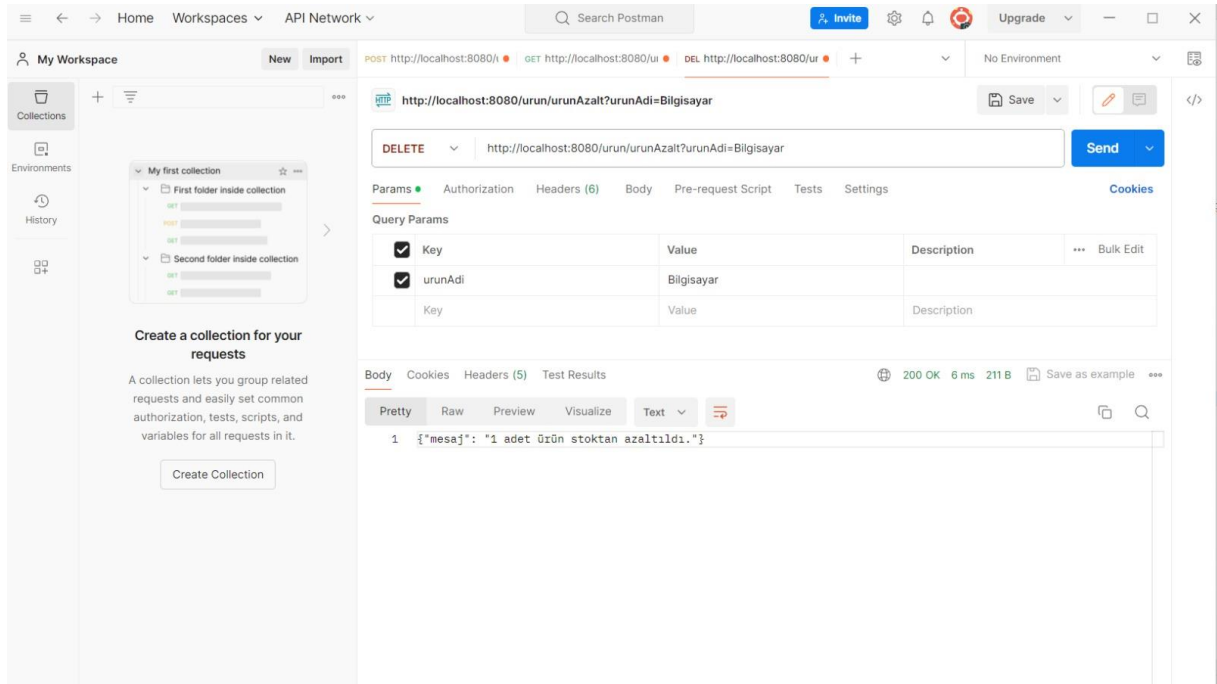 Home Workspaces API Network Search Postman Invite Upgrade
My Workspace New Import POST http://localhost:8080/ GET http://localhost:8080/u DEL http://localhost:8080/ur No Environment
Collections
Environments
History
My first collection
First folder inside collection
GET
POST
GET
Second folder inside collection
GET
GET
Create a collection for your
requests
A collection lets you group related
requests and easily set common
authorization, tests, scripts, and
variables for all requests in it.
Create Collection
HTTP http://localhost:8080/urun/urunAzalt?urunAdi=Bilgisayar Save
DELETE http://localhost:8080/urun/urunAzalt?urunAdi=Bilgisayar Send
Params Authorization Headers (6) Body Pre-request Script Tests Settings Cookies
Query Params
Key Value Description Bulk Edit
urunAdi Bilgisayar
Key Value Description
Body Cookies Headers (5) Test Results 200 OK 6 ms 211 B Save as example
Pretty Raw Preview Visualize Text
1 {"mesaj": "1 adet ürün stoktan azaltıldı."}